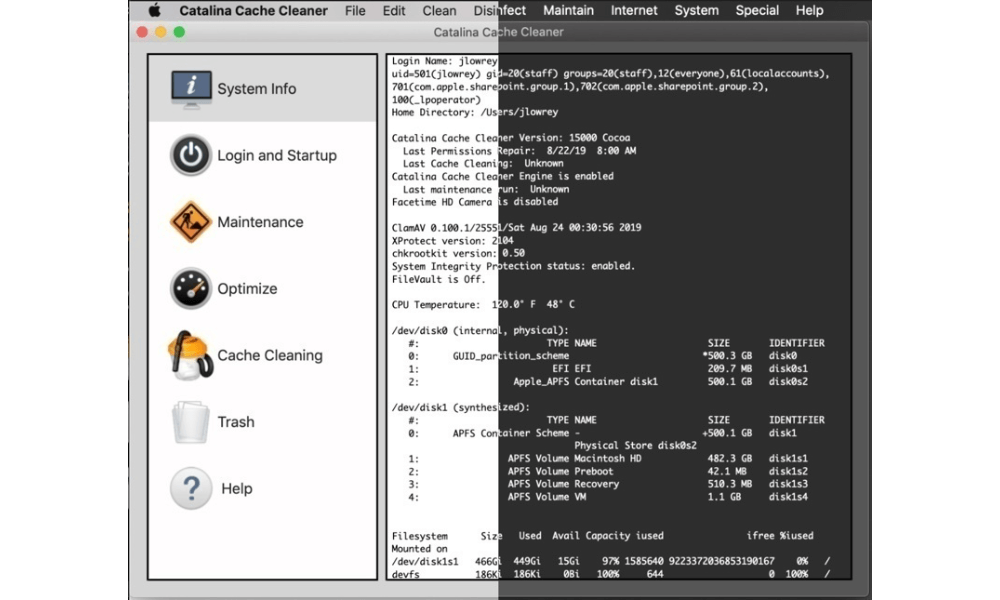 Catalina Cache Cleaner File Edit Clean Disinfect Maintain Internet System Special Help
Catalina Cache Cleaner
System Info
Login and Startup
Maintenance
Optimize
Cache Cleaning
Trash
Help
Login Name: jlowrey
uid=501(jlowrey) gid=20(staff) groups=20(staff),12(everyone),61(localaccounts),
701(com.apple.sharepoint.group.1),702(com.apple.sharepoint.group.2),
100(_lpoperator)
Home Directory: /Users/jlowrey
Catalina Cache Cleaner Version: 15000 Cocoa
Last Permissions Repair: 8/22/19 8:00 AM
Last Cache Cleaning: Unknown
Catalina Cache Cleaner Engine is enabled
Last maintenance run: Unknown
Facetime HD Camera is disabled
ClamAV 0.100.1/25551/Sat Aug 24 00:30:56 2019
XProtect version: 2104
chkrootkit version: 0.50
System Integrity Protection status: enabled.
FileVault is Off.
CPU Temperature: 120.0° F 48° C
/dev/disk0 (internal, physical):
#: TYPE NAME SIZE IDENTIFIER
0: GUID_partition_scheme *500.3 GB disk0
1: EFI EFI 209.7 MB disk0s1
2: Apple_APFS Container disk1 500.1 GB disk0s2
/dev/disk1 (synthesized):
#: TYPE NAME SIZE IDENTIFIER
0: APFS Container Scheme - +500.1 GB disk1
Physical Store disk0s2
1: APFS Volume Macintosh HD 482.3 GB disk1s1
2: APFS Volume Preboot 42.1 MB disk1s2
3: APFS Volume Recovery 510.3 MB disk1s3
4: APFS Volume VM 1.1 GB disk1s4
Filesystem Size Used Avail Capacity iused ifree %iused
Mounted on
/dev/disk1s1 466Gi 449Gi 15Gi 97% 1585640 9223372036853190167 0% /
devfs 186Ki 186Ki 0Bi 100% 644 0 100% /